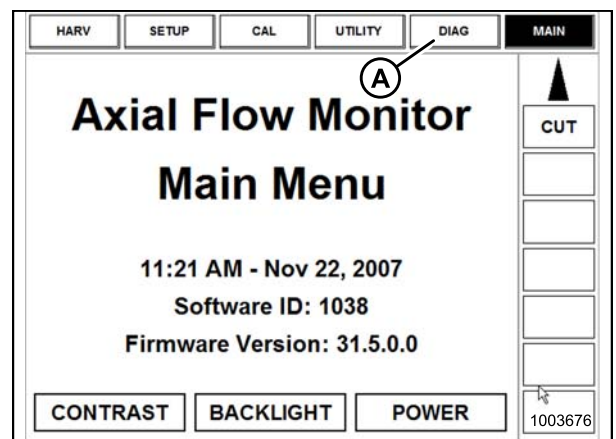 HARV SETUP CAL UTILITY DIAG MAIN
A
Axial Flow Monitor
CUT
Main Menu
11:21 AM - Nov 22, 2007
Software ID: 1038
Firmware Version: 31.5.0.0
CONTRAST BACKLIGHT POWER
1003676